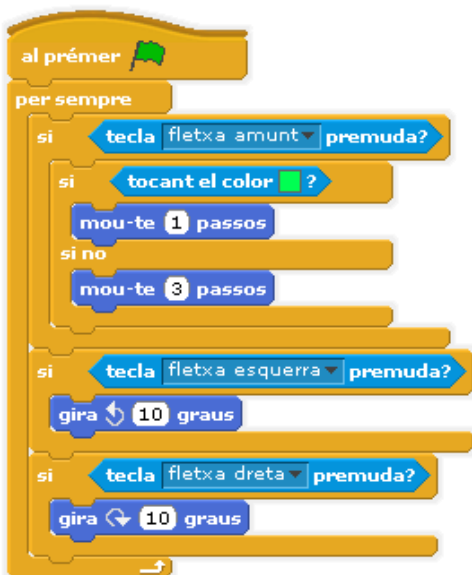 al prémer
per sempre
si tecla fletxa amunt premuda?
si tocant el color ?
mou-te 1 passos
si no
mou-te 3 passos
si tecla fletxa esquerra premuda?
gira 10 graus
si tecla fletxa dreta premuda?
gira 10 graus